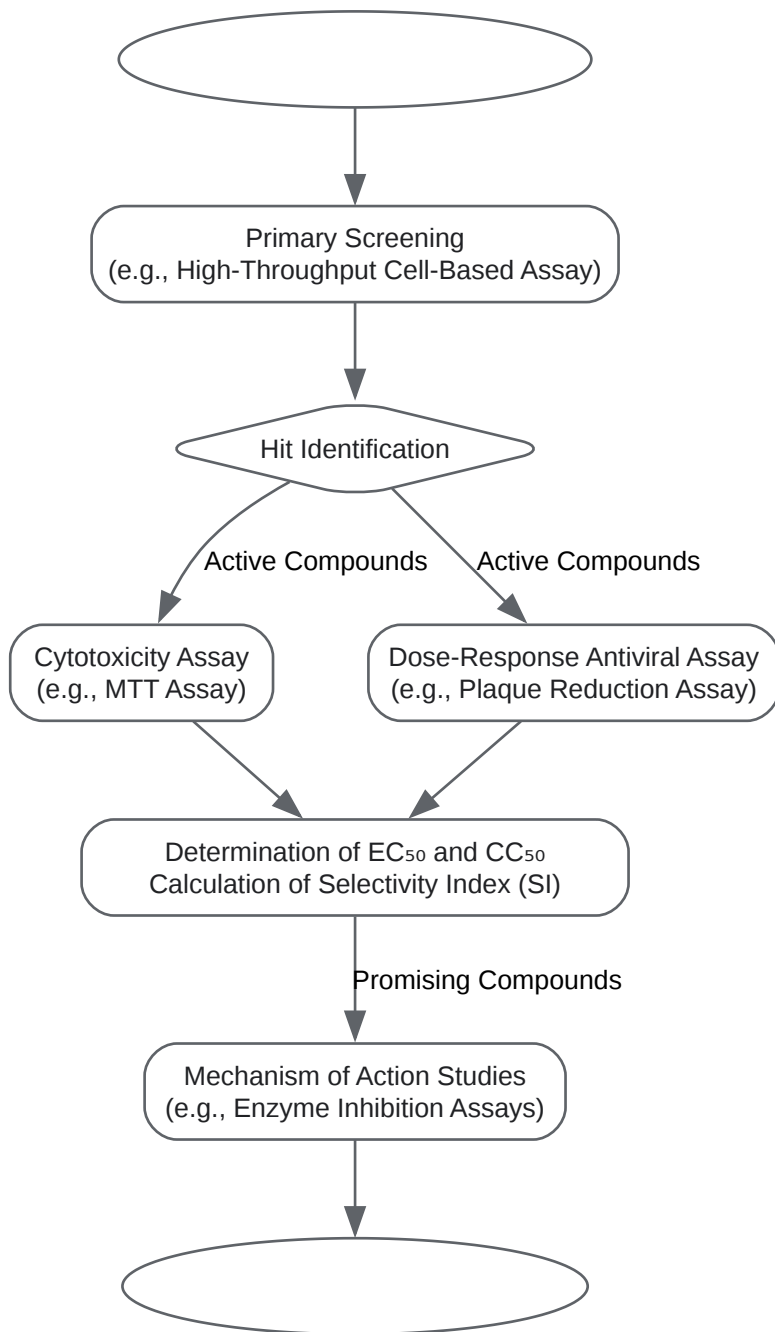 Primary Screening
(e.g., High-Throughput Cell-Based Assay)
Hit Identification
Active Compounds
Active Compounds
Cytotoxicity Assay
(e.g., MTT Assay)
Dose-Response Antiviral Assay
(e.g., Plaque Reduction Assay)
Determination of EC₅₀ and CC₅₀
Calculation of Selectivity Index (SI)
Promising Compounds
Mechanism of Action Studies
(e.g., Enzyme Inhibition Assays)